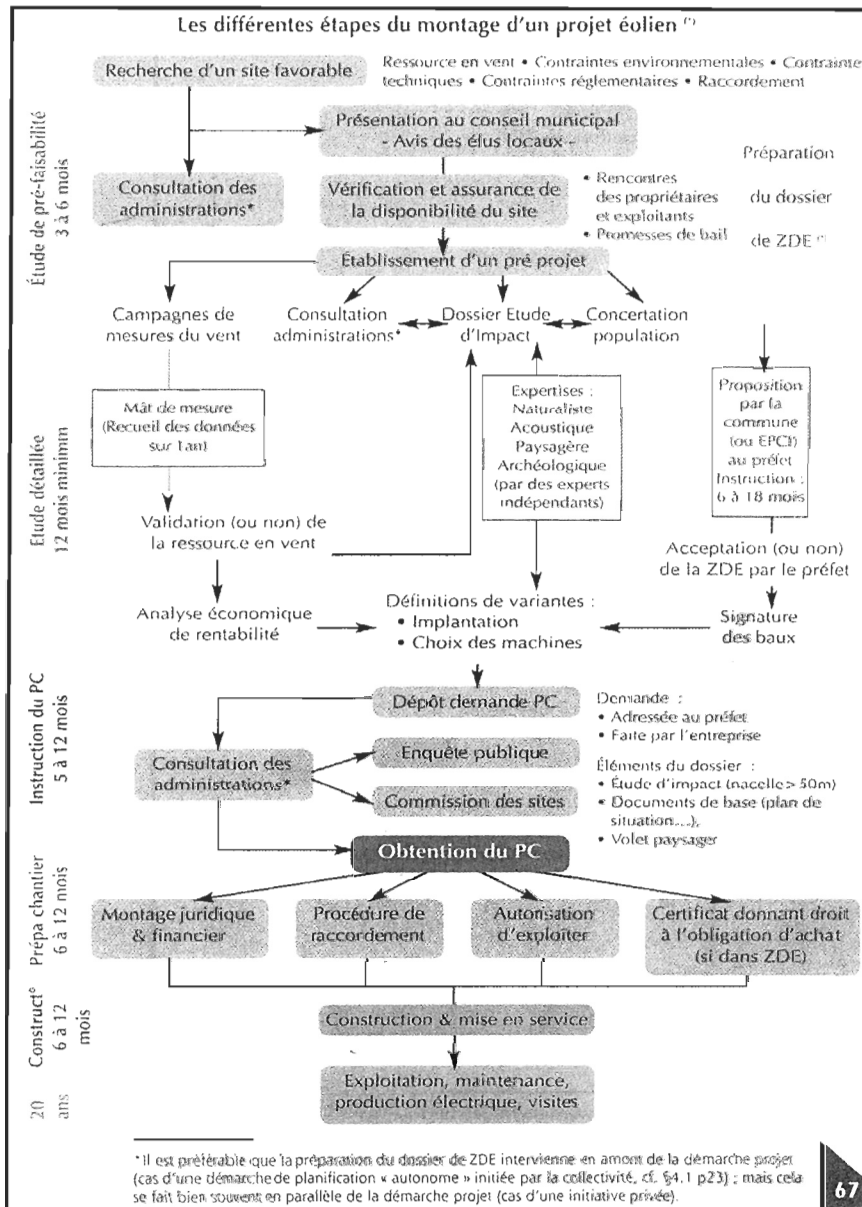 Les différentes étapes du montage d'un projet éolien (*)
Recherche d'un site favorable
Ressource en vent • Contraintes environnementales • Contrainte
techniques • Contraintes réglementaires • Raccordement
Étude de pré-faisabilité
3 à 6 mois
Présentation au conseil municipal
- Avis des élus locaux -
Consultation des
administrations*
Vérification et assurance de
la disponibilité du site
• Rencontres
des propriétaires
et exploitants
• Promesses de bail
Préparation
du dossier
de ZDE (*)
Établissement d'un pré projet
Etude détaillée
12 mois minimm
Campagnes de
mesures du vent
Consultation
administrations*
Dossier Etude
d'Impact
Concertation
population
Mât de mesure
(Recueil des données
sur 1an)
Expertises :
Naturaliste
Acoustique
Paysagère
Archéologique
(par des experts
indépendants)
Proposition
par la
commune
(ou EPCI)
au préfet
Instruction :
6 à 18 mois
Validation (ou non) de
la ressource en vent
Acceptation (ou non)
de la ZDE par le préfet
Analyse économique
de rentabilité
Définitions de variantes :
• Implantation
• Choix des machines
Signature
des baux
Instruction du PC
5 à 12 mois
Dépôt demande PC
Demande :
• Adressée au préfet
• Faite par l'entreprise
Consultation des
administrations*
Enquête publique
Commission des sites
Éléments du dossier :
• Étude d'impact (nacelle > 50m)
• Documents de base (plan de
situation...),
• Volet paysager
Obtention du PC
Prépa chantier
6 à 12 mois
Montage juridique
& financier
Procédure de
raccordement
Autorisation
d'exploiter
Certificat donnant droit
à l'obligation d'achat
(si dans ZDE)
Construct°
6 à 12
mois
Construction & mise en service
20
ans
Exploitation, maintenance,
production électrique, visites
* Il est préférable que la préparation du dossier de ZDE intervienne en amont de la démarche projet
(cas d'une démarche de planification « autonome » initiée par la collectivité, cf. §4.1 p23) ; mais cela
se fait bien souvent en parallèle de la démarche projet (cas d'une initiative privée).
67